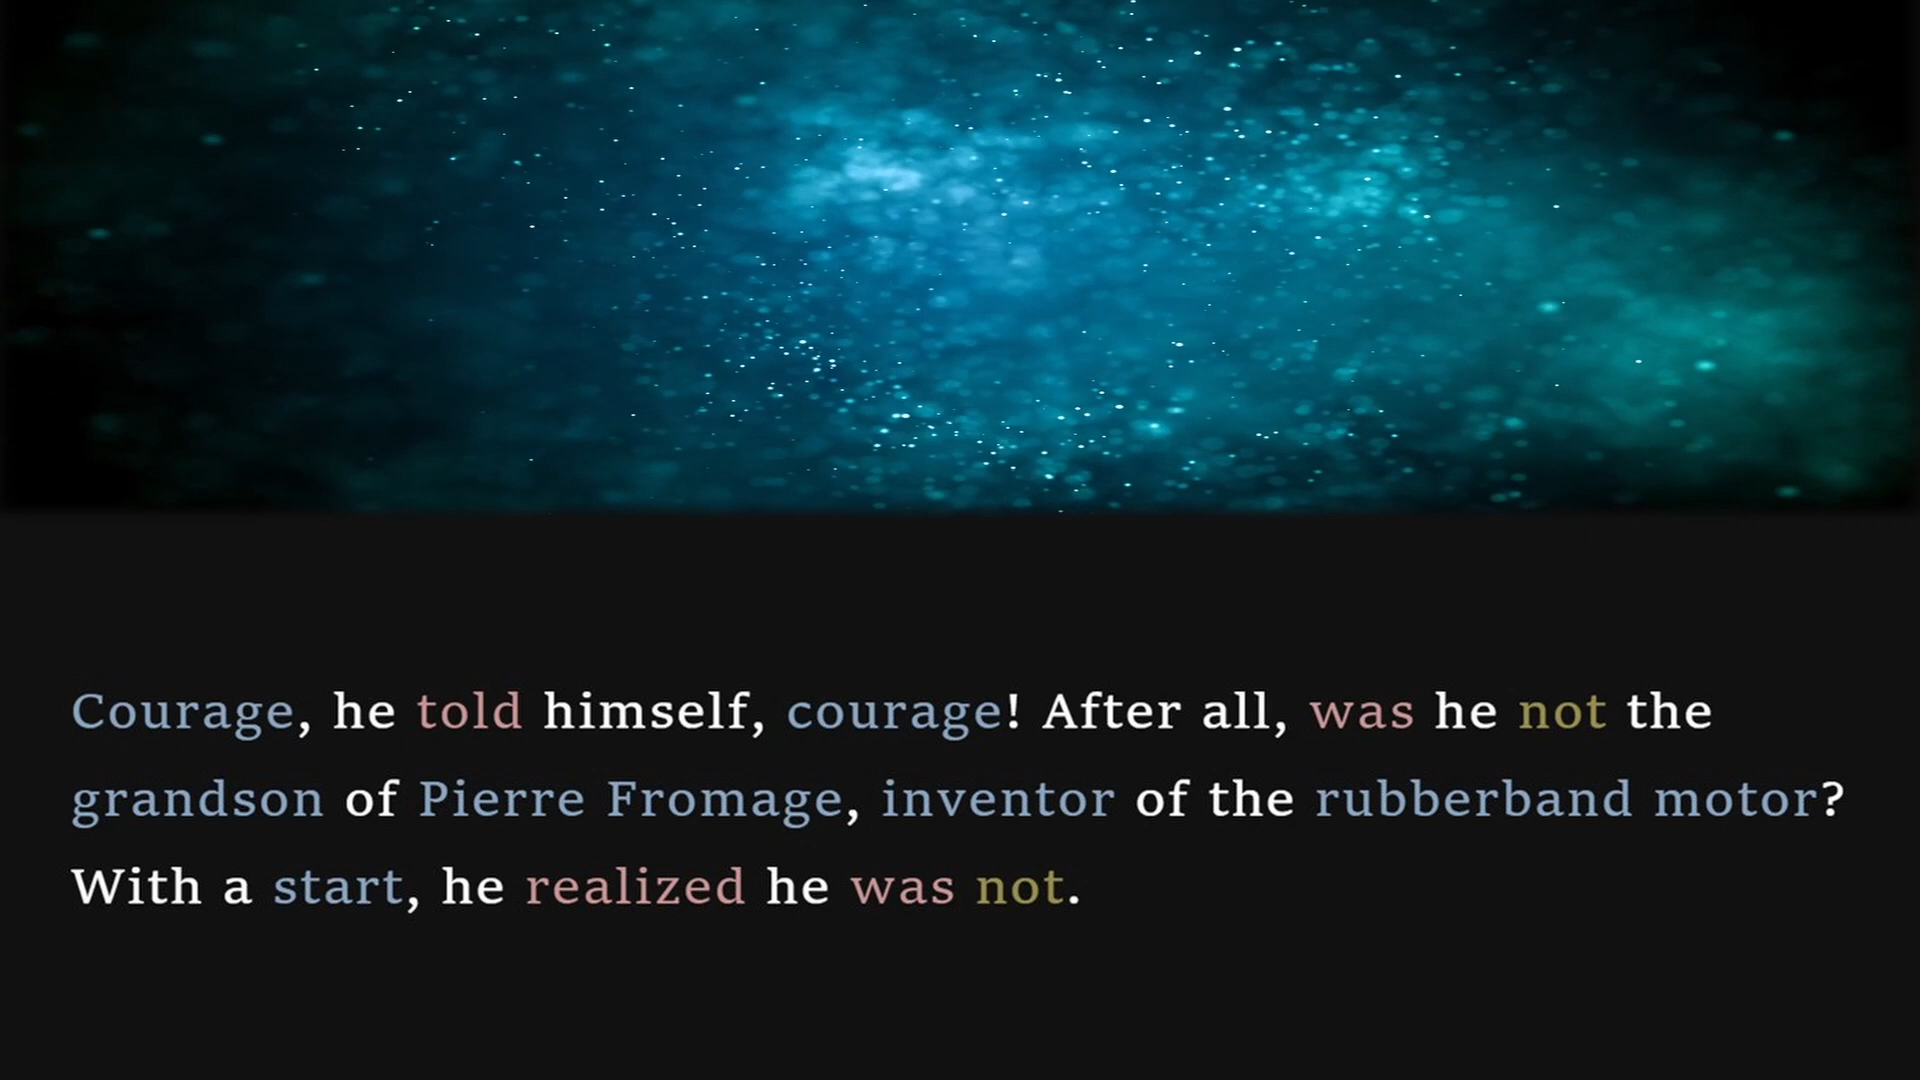 Courage, he told himself, courage! After all, was he not the
grandson of Pierre Fromage, inventor of the rubberband motor?
With a start, he realized he was not.